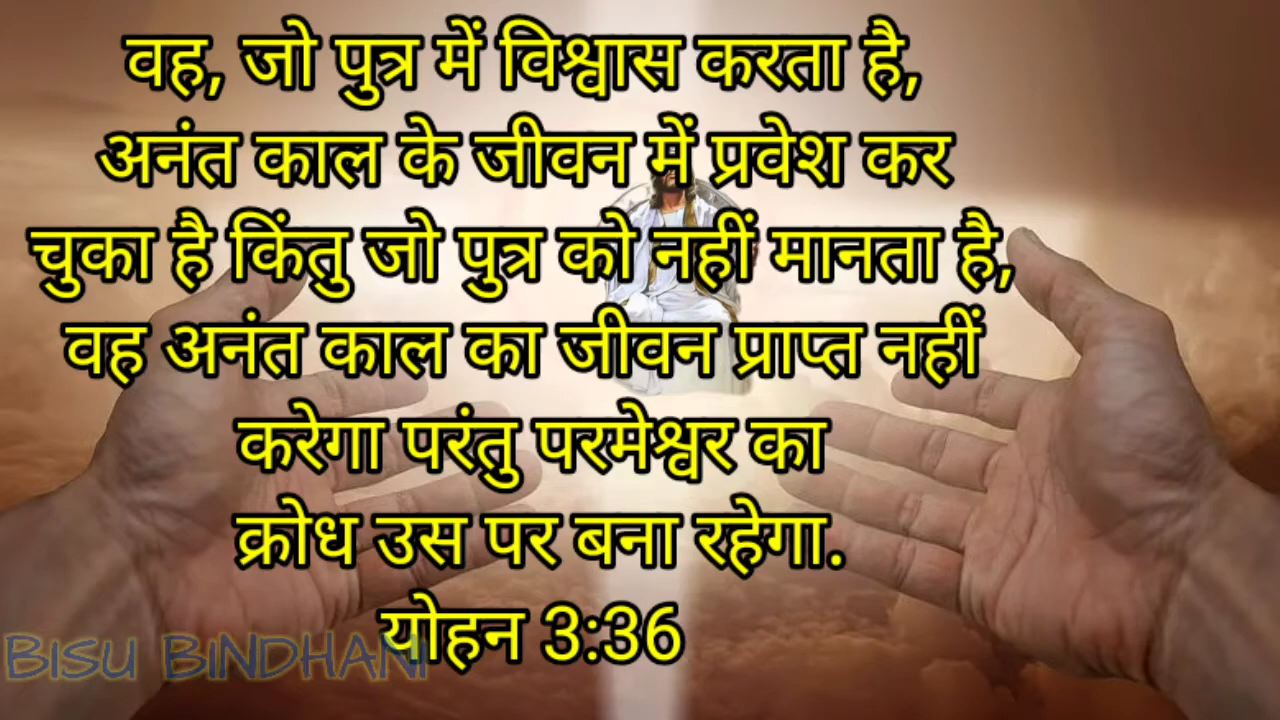 वह, जो पुत्र में विश्वास करता है,
अनंत काल के जीवन में प्रवेश कर
चुका है किंतु जो पुत्र को नहीं मानता है,
वह अनंत काल का जीवन प्राप्त नहीं
करेगा परंतु परमेश्वर का
क्रोध उस पर बना रहेगा.
योहन 3:36
BISU BINDHANI